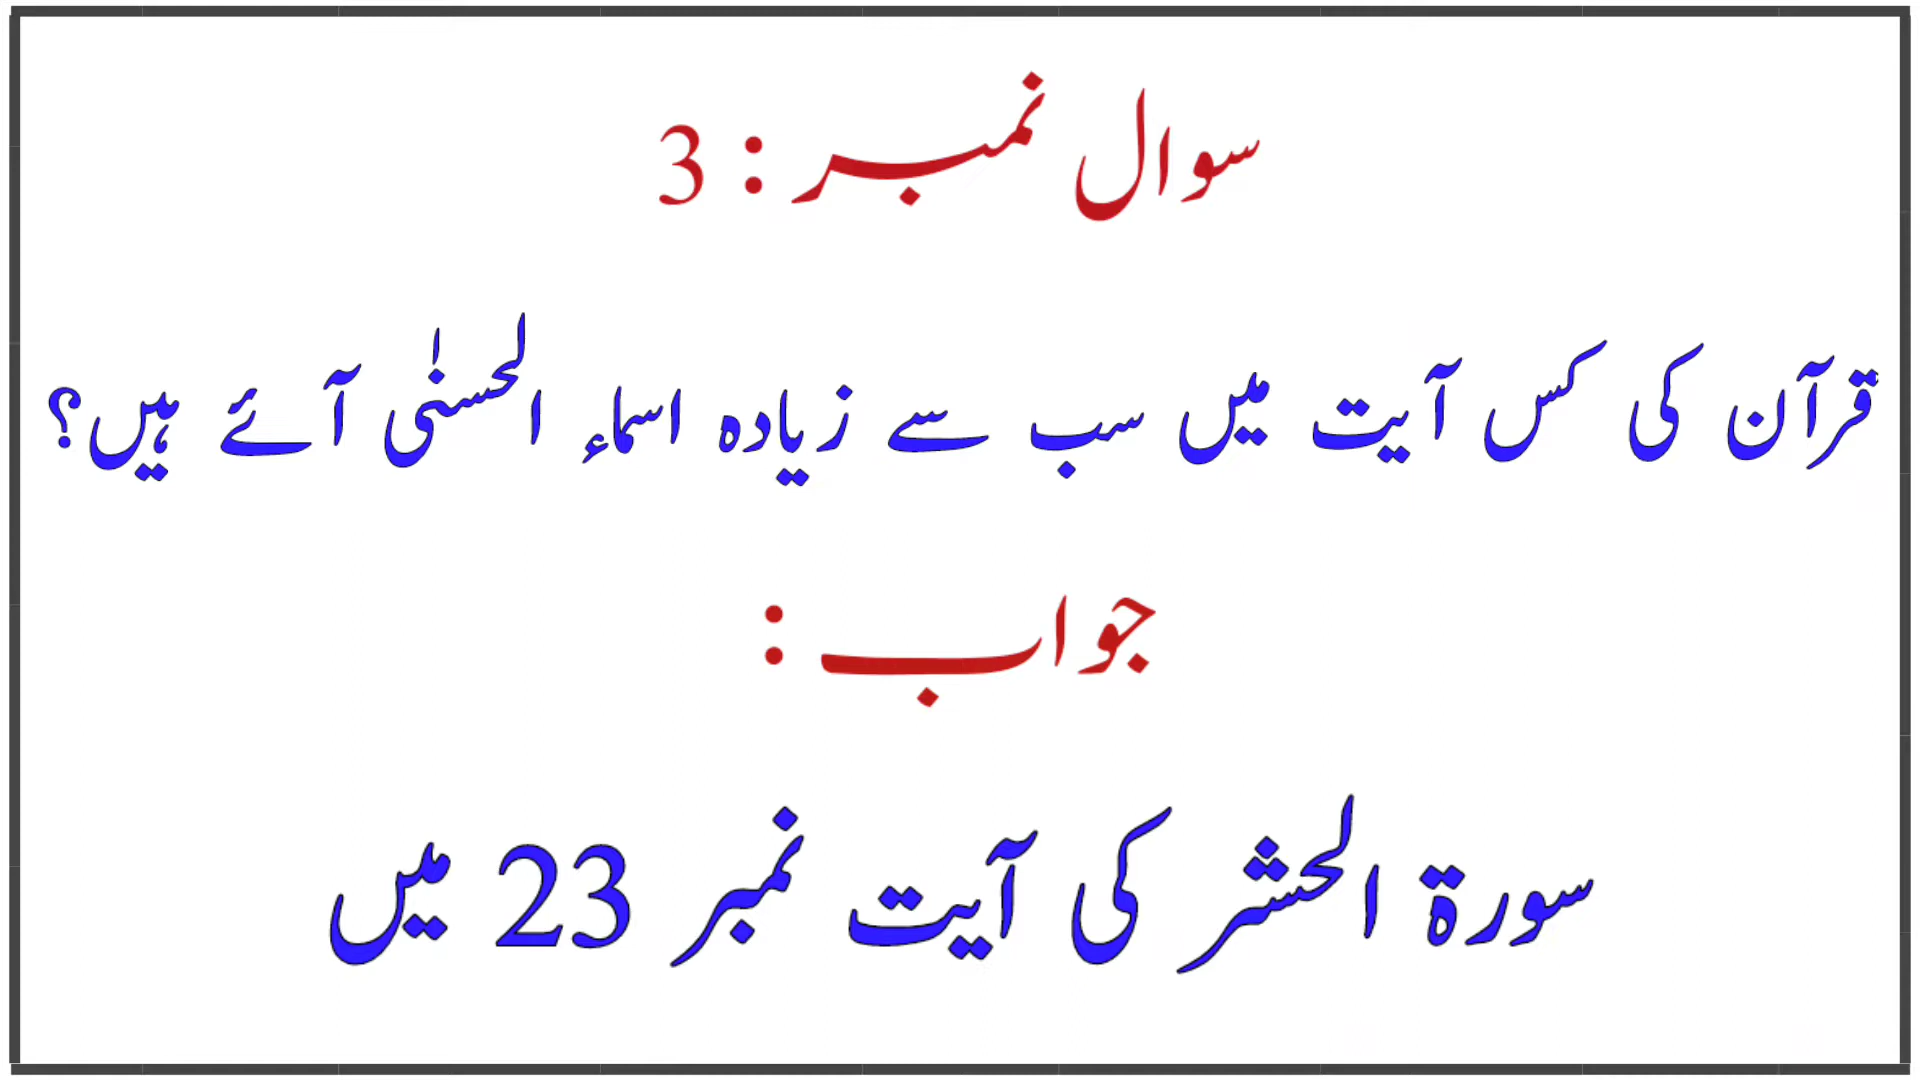 سوال نمبر : 3
قرآن کی کس آیت میں سب سے زیادہ اسماء الحسنٰی آئے ہیں؟
جواب :
سورۃ الحشر کی آیت نمبر 23 میں